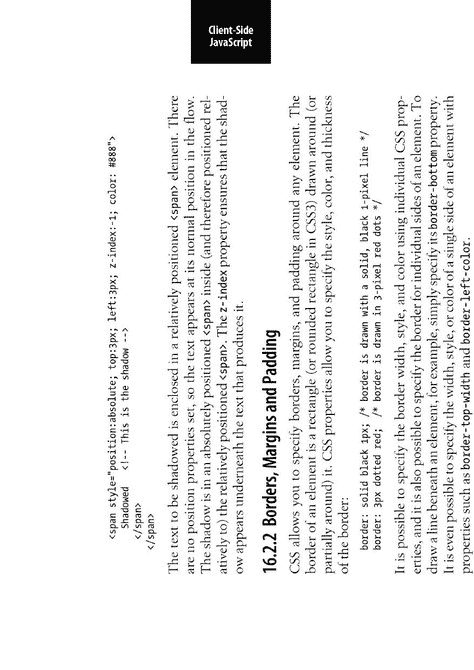 Client-Side
JavaScript
<span style="position:absolute; top:3px; left:3px; z-index:-1; color: #888">
Shadowed    <!-- This is the shadow -->
</span>
</span>
The text to be shadowed is enclosed in a relatively positioned <span> element. There
are no position properties set, so the text appears at its normal position in the flow.
The shadow is in an absolutely positioned <span> inside (and therefore positioned rel-
atively to) the relatively positioned <span>. The z-index property ensures that the shad-
ow appears underneath the text that produces it.
16.2.2 Borders, Margins and Padding
CSS allows you to specify borders, margins, and padding around any element. The
border of an element is a rectangle (or rounded rectangle in CSS3) drawn around (or
partially around) it. CSS properties allow you to specify the style, color, and thickness
of the border:
border: solid black 1px; /* border is drawn with a solid, black 1-pixel line */
border: 3px dotted red;  /* border is drawn in 3-pixel red dots */
It is possible to specify the border width, style, and color using individual CSS prop-
erties, and it is also possible to specify the border for individual sides of an element. To
draw a line beneath an element, for example, simply specify its border-bottom property.
It is even possible to specify the width, style, or color of a single side of an element with
properties such as border-top-width and border-left-color.